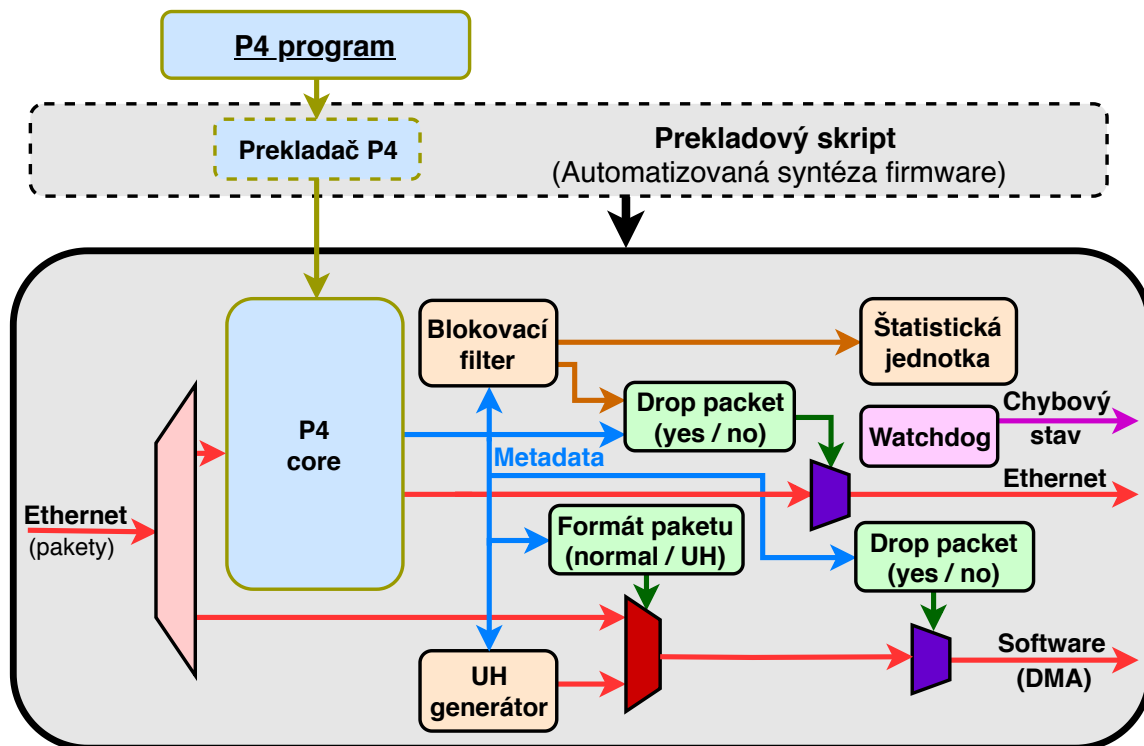 P4 program
Prekladač P4
Prekladový skript
(Automatizovaná syntéza firmware)
Blokovací
filter
Štatistická
jednotka
Drop packet
(yes / no)
Chybový
stav
Watchdog
P4
core
Metadata
Ethernet
Ethernet
(pakety)
Formát paketu
(normal / UH)
Drop packet
(yes / no)
UH
generátor
Software
(DMA)